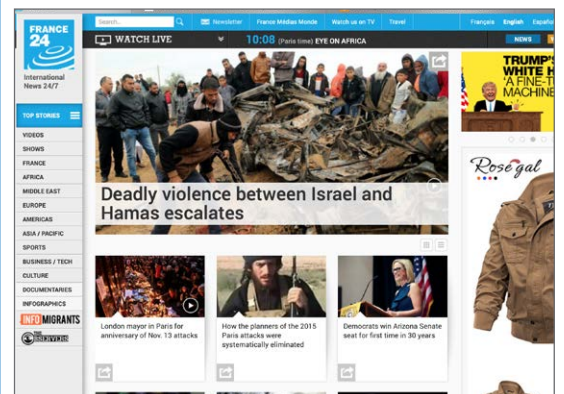 Search...
Newsletter
France Médias Monde
Watch us on TV
Travel
Français
English
Español
FRANCE
24
International
News 24/7
WATCH LIVE
10:08 (Paris time) EYE ON AFRICA
NEWS
TOP STORIES
VIDEOS
SHOWS
FRANCE
AFRICA
MIDDLE EAST
EUROPE
AMERICAS
ASIA / PACIFIC
SPORTS
BUSINESS / TECH
CULTURE
DOCUMENTARIES
INFOGRAPHICS
INFO MIGRANTS
THE
OBSERVERS
Deadly violence between Israel and
Hamas escalates
TRUMP'S
WHITE H
'A FINE-T
MACHINE
Rosegal
London mayor in Paris for
anniversary of Nov. 13 attacks
How the planners of the 2015
Paris attacks were
systematically eliminated
Democrats win Arizona Senate
seat for first time in 30 years